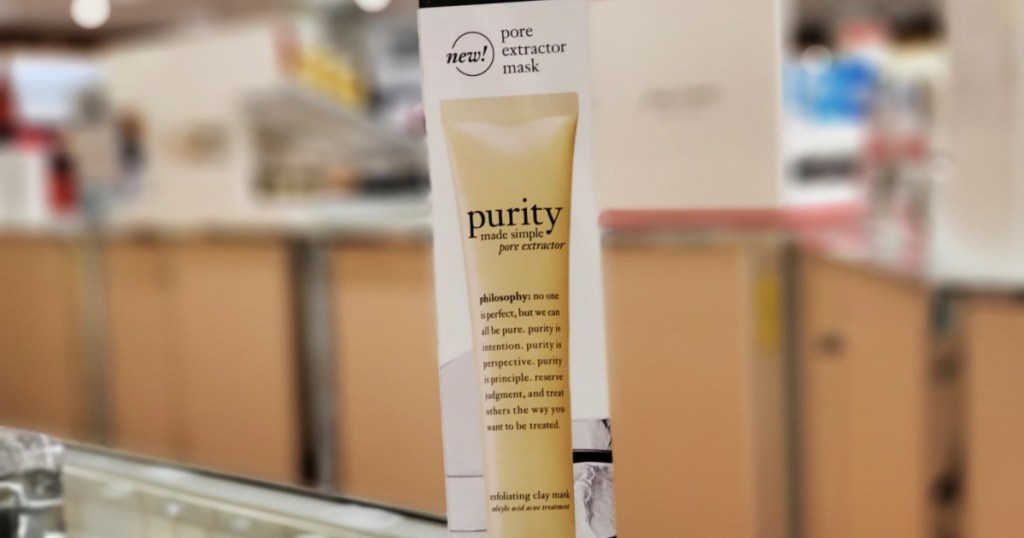 new!
pore
extractor
mask
purity
made simple
pore extractor
philosophy: no one
is perfect, but we can
all be pure. purity is
intention. purity is
perspective. purity
is principle. reserve
judgment, and treat
others the way you
want to be treated.
exfoliating clay mask
salicylic acid acne treatment